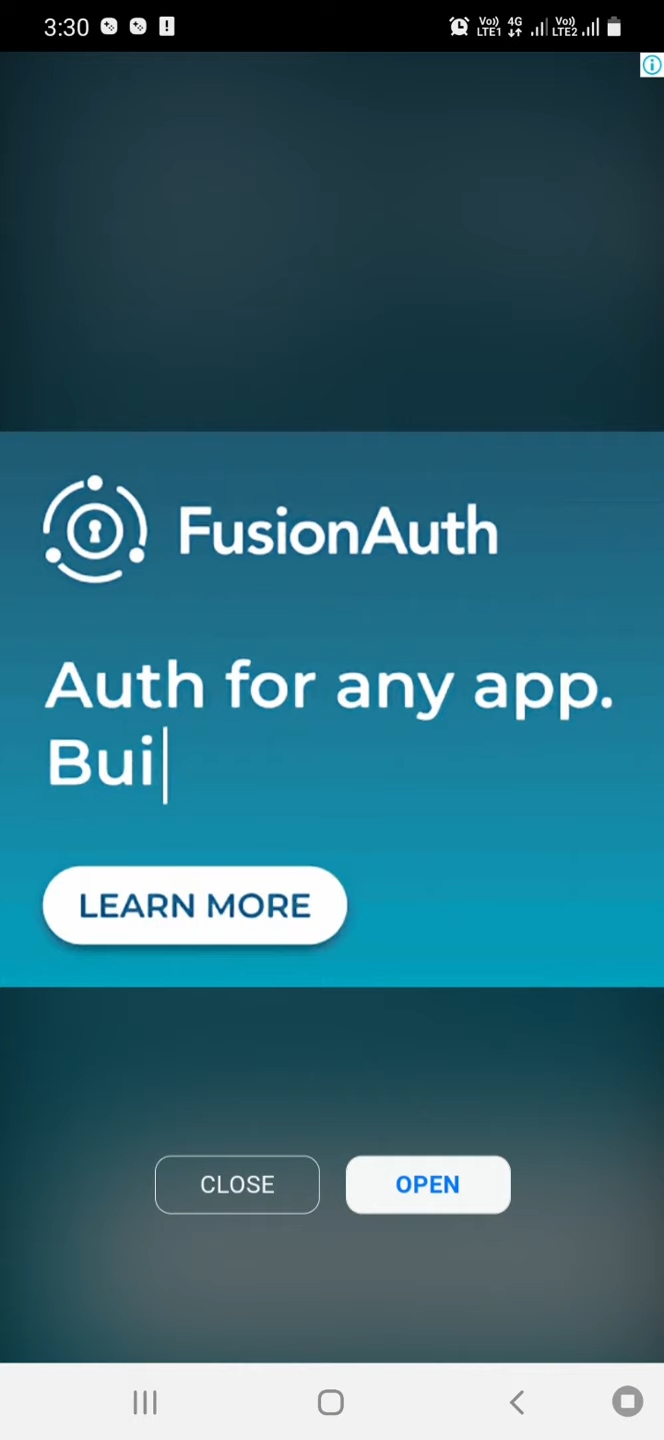 3:30 Vo) LTE1 4G Vo) LTE2
FusionAuth
Auth for any app.
Bui
LEARN MORE
CLOSE OPEN